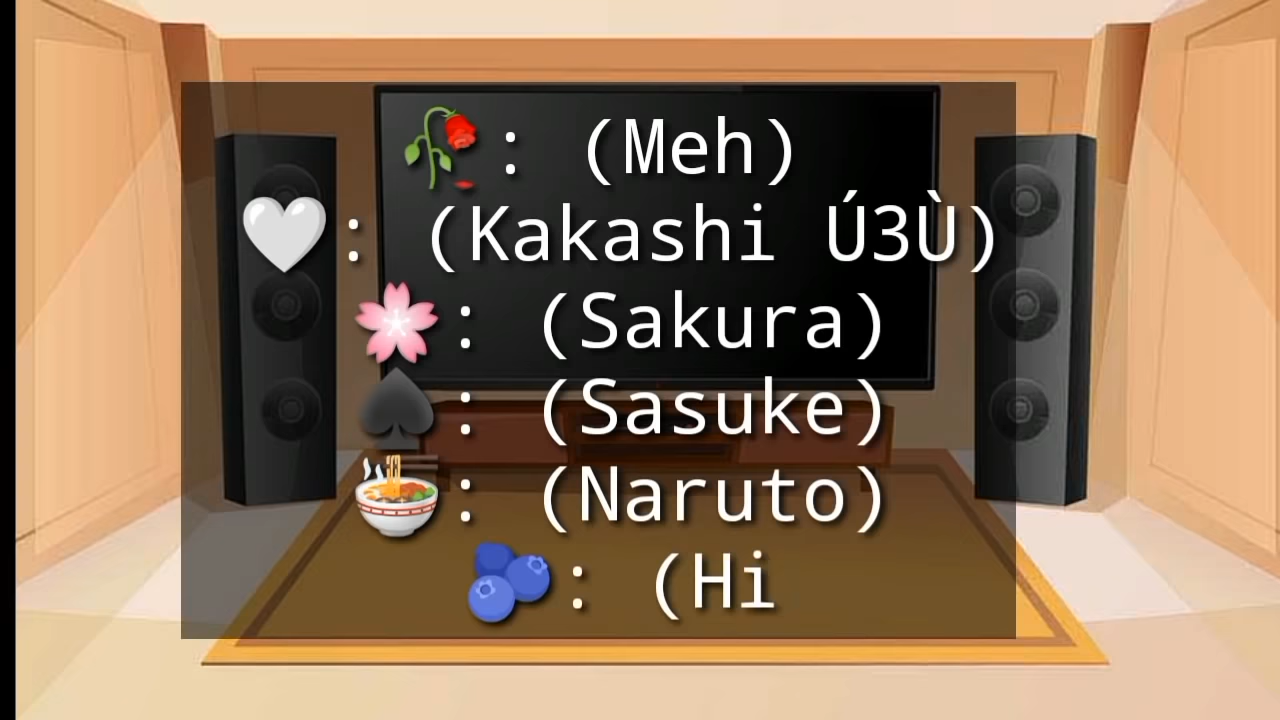 🥀: (Meh)
🤍: (Kakashi Ú3Ù)
🌸: (Sakura)
♠️: (Sasuke)
🍜: (Naruto)
🫐: (Hi